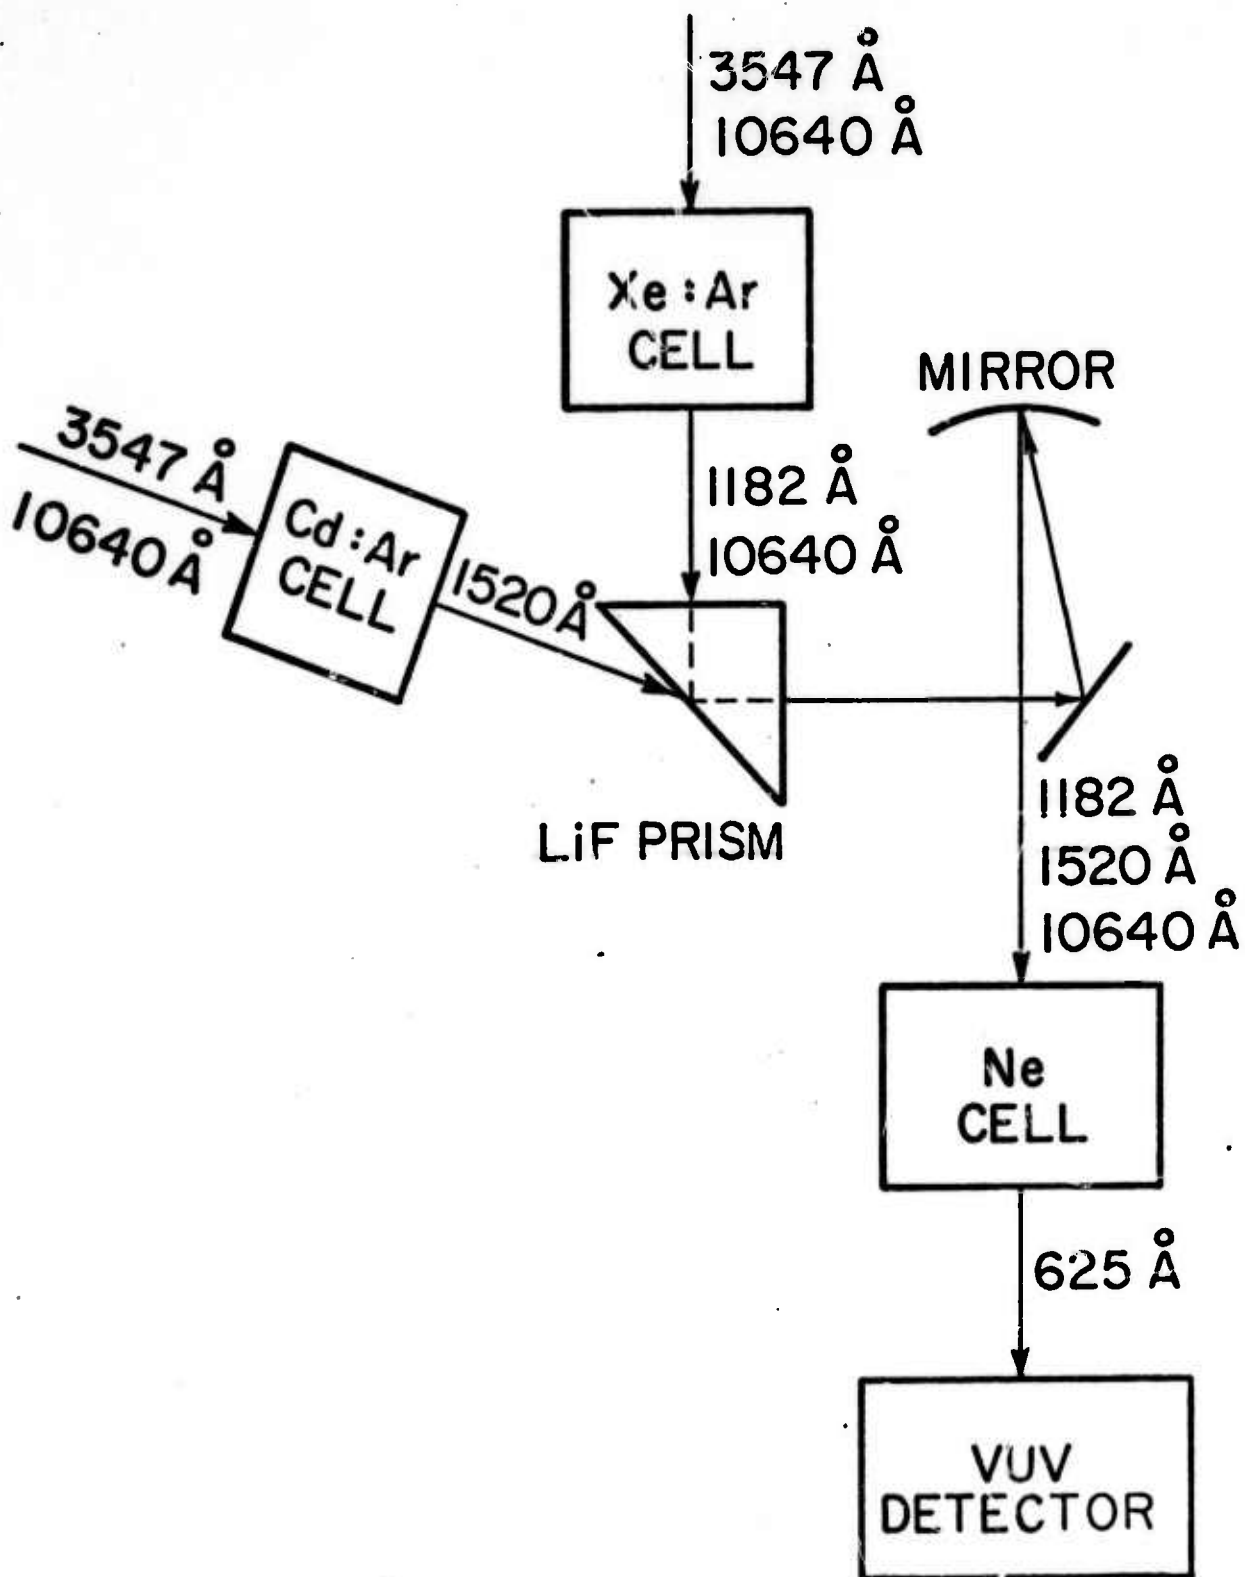 3547 Å
10640 Å
Xe : Ar
CELL
MIRROR
3547 Å
10640 Å
Cd : Ar
CELL
1520 Å
1182 Å
10640 Å
LiF PRISM
1182 Å
1520 Å
10640 Å
Ne
CELL
625 Å
VUV
DETECTOR